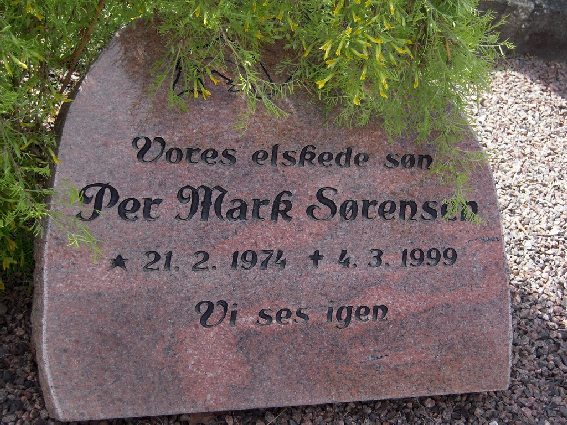 Vores elskede søn
Per Mark Sørensen
★ 21. 2. 1974 ✝ 4. 3. 1999
Vi ses igen